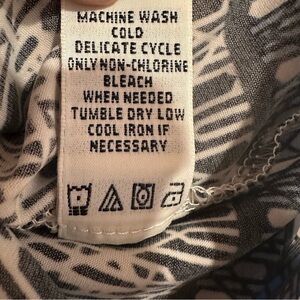 MACHINE WASH
COLD
DELICATE CYCLE
ONLY NON-CHLORINE
BLEACH
WHEN NEEDED
TUMBLE DRY LOW
COOL IRON IF
NECESSARY